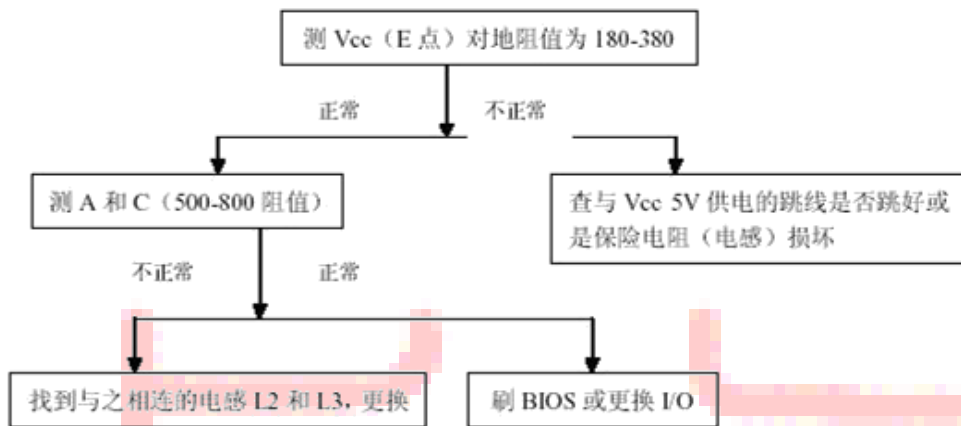 测 Vcc（E 点）对地阻值为 180-380
正常
不正常
测 A 和 C（500-800 阻值）
查与 Vcc 5V 供电的跳线是否跳好或
是保险电阻（电感）损坏
不正常
正常
找到与之相连的电感 L2 和 L3，更换
刷 BIOS 或更换 I/O